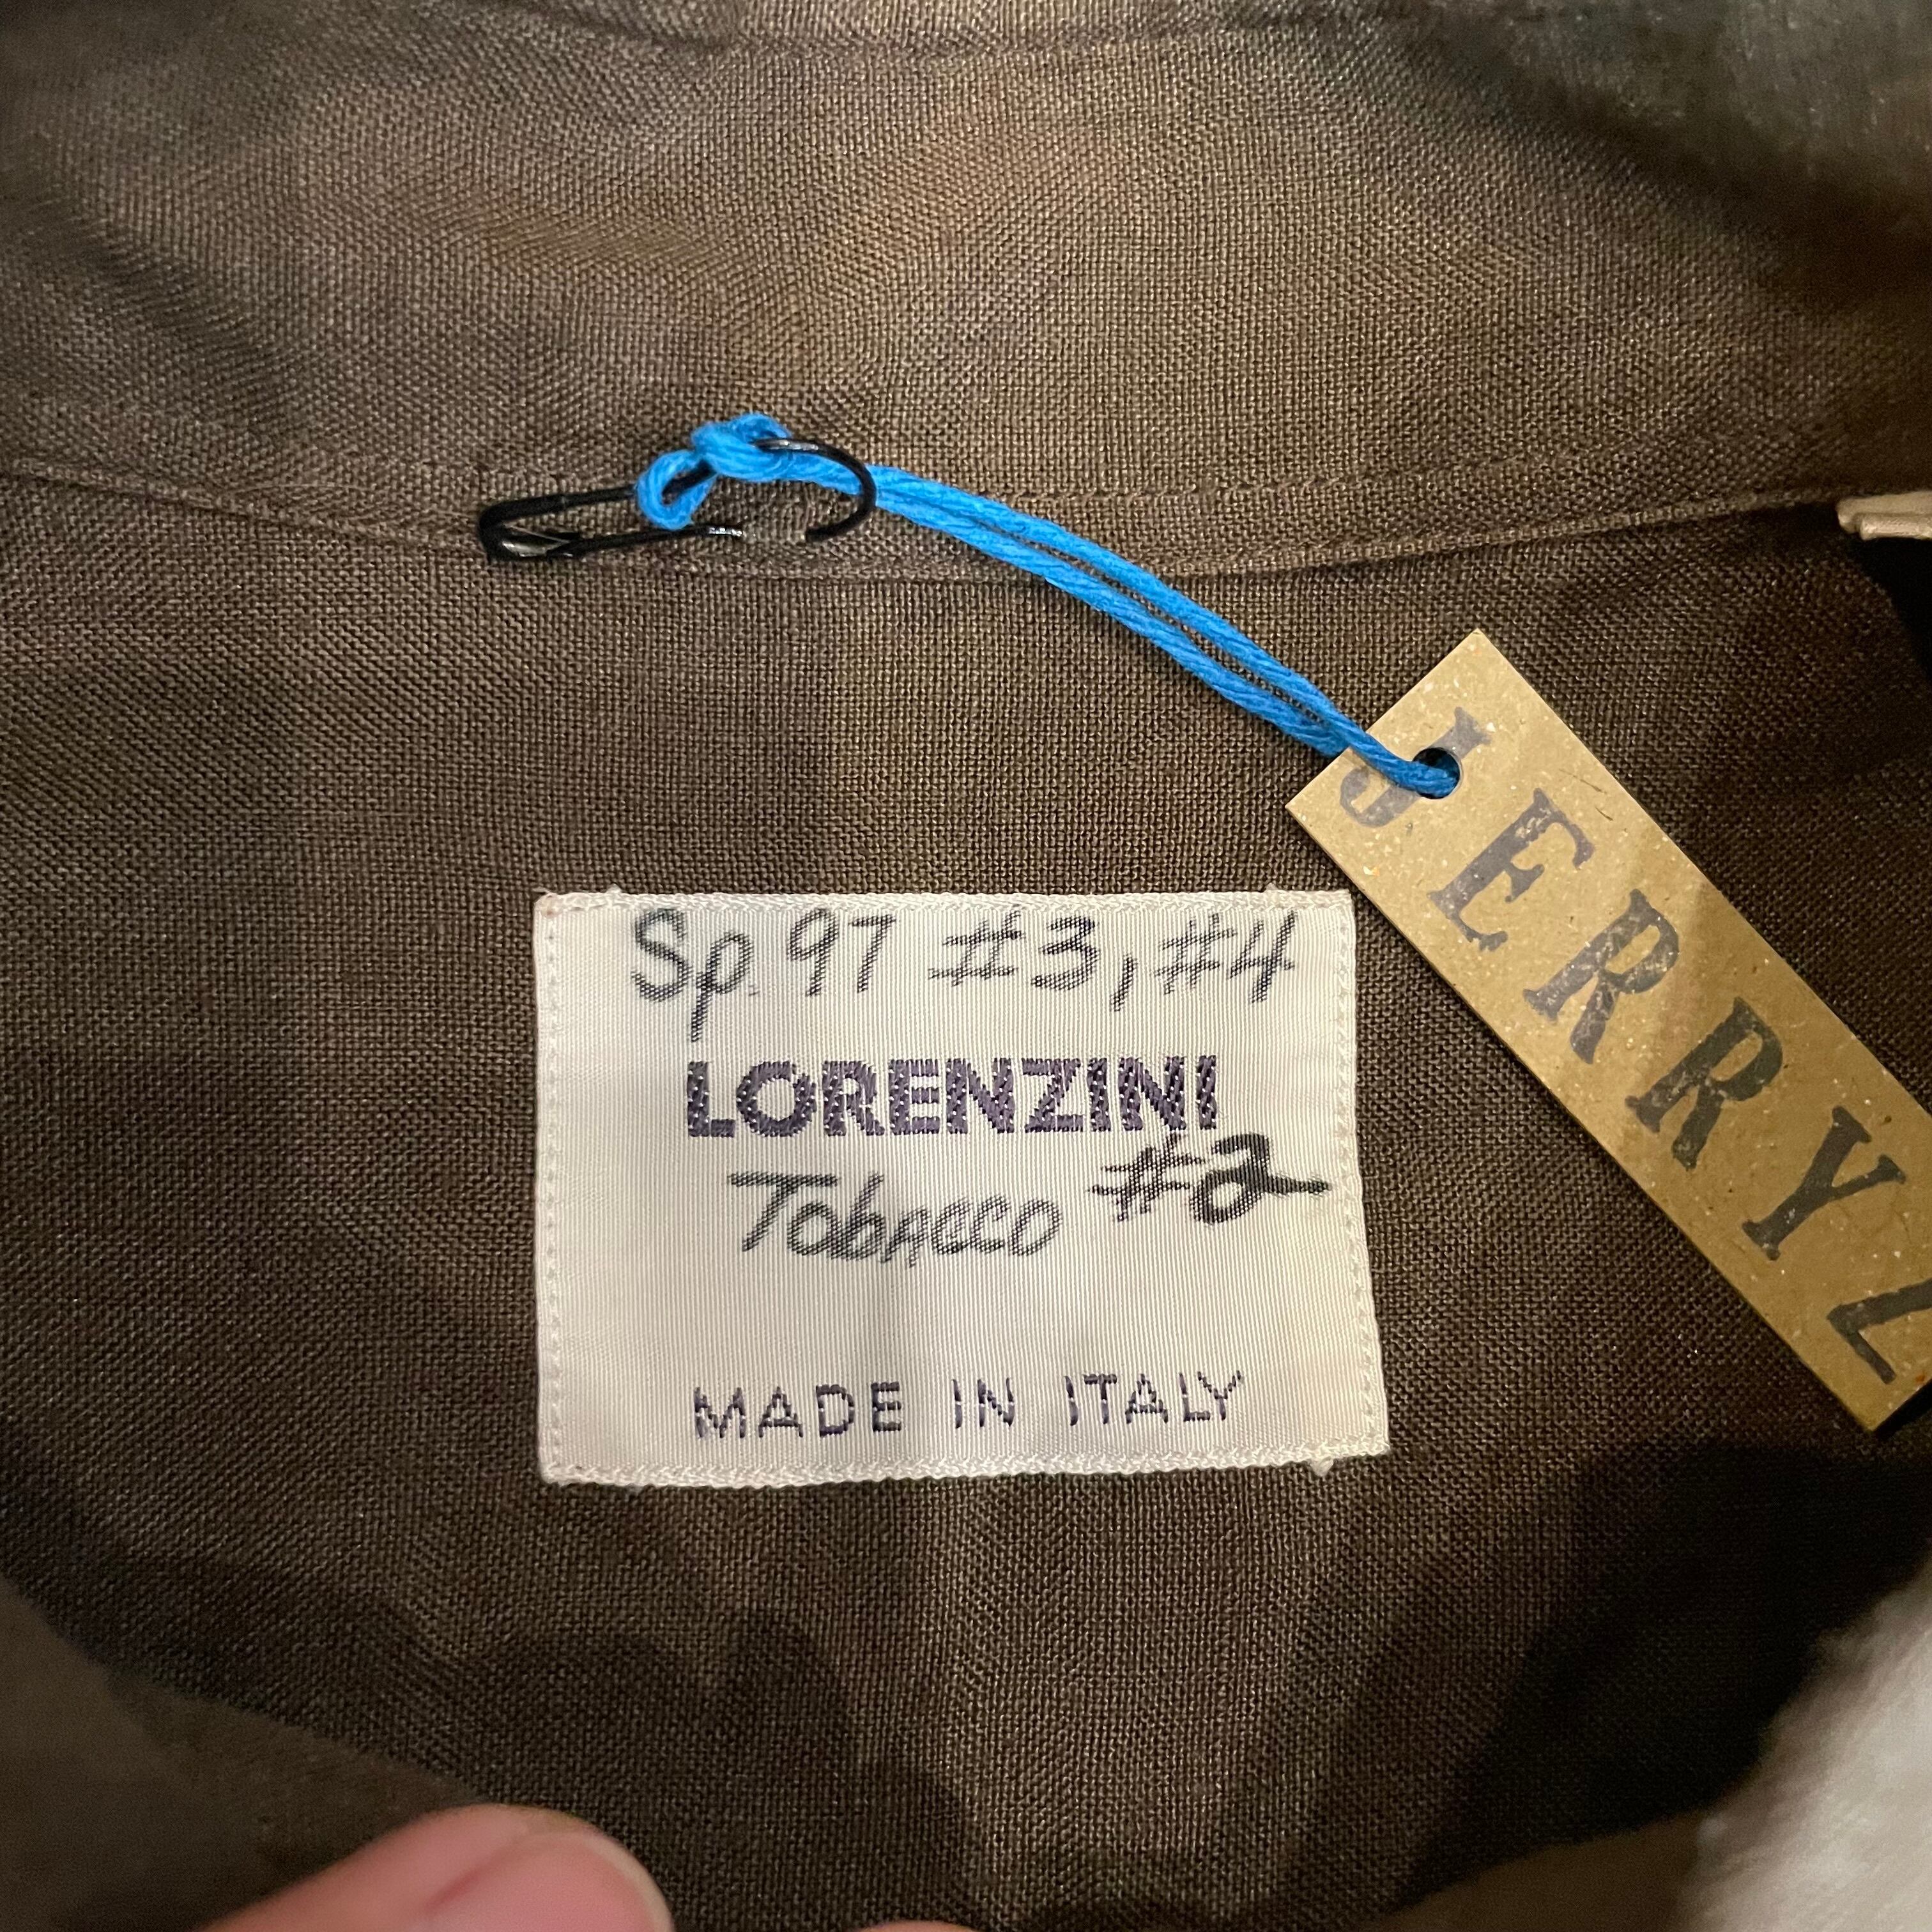 Sp. 97 #3, #4
LORENZINI
Tobacco #2
MADE IN ITALY
JERRY